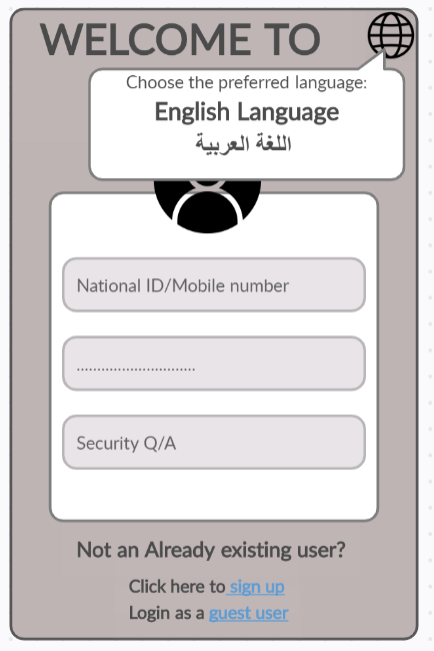 WELCOME TO
Choose the preferred language:
English Language
اللغة العربية
National ID/Mobile number
..............................
Security Q/A
Not an Already existing user?
Click here to sign up
Login as a guest user